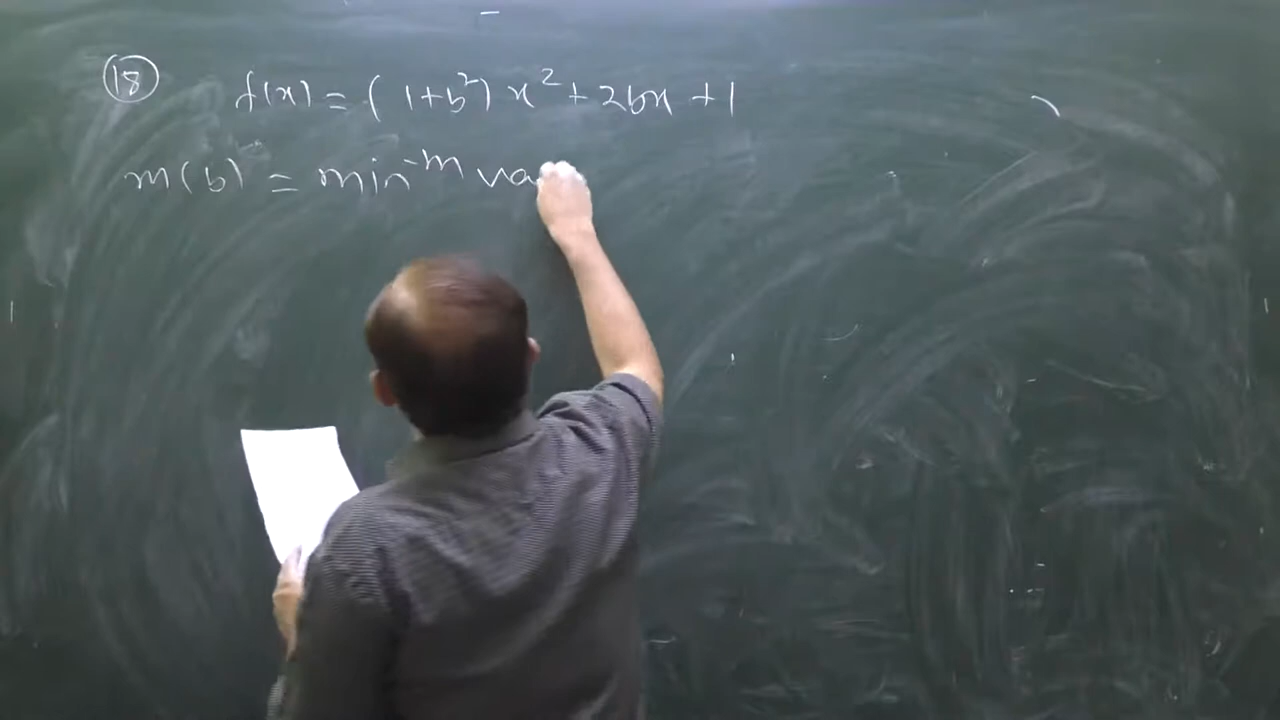 (18) f(x) = (1+b²)x² + 2bx + 1
m(b) = min-m va